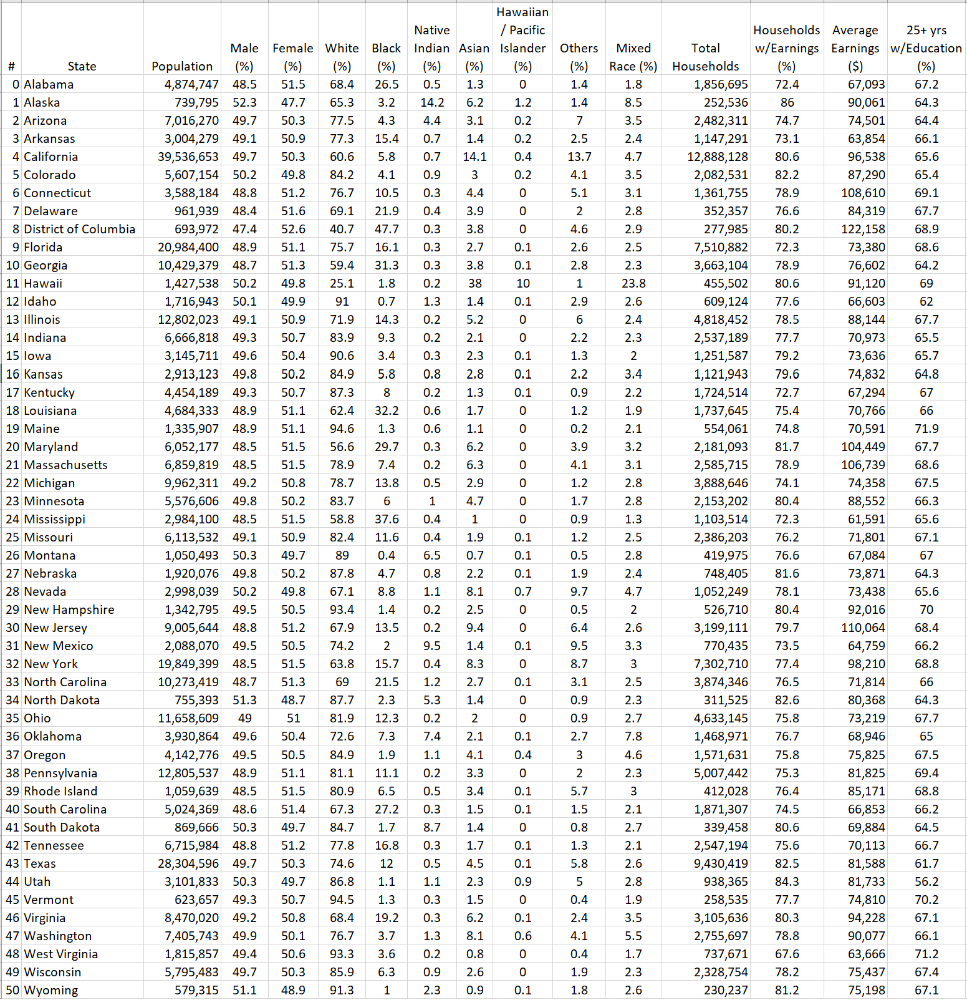 # State Population Male (%) Female (%) White (%) Black (%) Native Indian (%) Asian (%) Hawaiian / Pacific Islander (%) Others (%) Mixed Race (%) Total Households Households w/Earnings (%) Average Earnings ($) 25+ yrs w/Education (%)
0 Alabama 4,874,747 48.5 51.5 68.4 26.5 0.5 1.3 0 1.4 1.8 1,856,695 72.4 67,093 67.2
1 Alaska 739,795 52.3 47.7 65.3 3.2 14.2 6.2 1.2 1.4 8.5 252,536 86 90,061 64.3
2 Arizona 7,016,270 49.7 50.3 77.5 4.3 4.4 3.1 0.2 7 3.5 2,482,311 74.7 74,501 64.4
3 Arkansas 3,004,279 49.1 50.9 77.3 15.4 0.7 1.4 0.2 2.5 2.4 1,147,291 73.1 63,854 66.1
4 California 39,536,653 49.7 50.3 60.6 5.8 0.7 14.1 0.4 13.7 4.7 12,888,128 80.6 96,538 65.6
5 Colorado 5,607,154 50.2 49.8 84.2 4.1 0.9 3 0.2 4.1 3.5 2,082,531 82.2 87,290 65.4
6 Connecticut 3,588,184 48.8 51.2 76.7 10.5 0.3 4.4 0 5.1 3.1 1,361,755 78.9 108,610 69.1
7 Delaware 961,939 48.4 51.6 69.1 21.9 0.4 3.9 0 2 2.8 352,357 76.6 84,319 67.7
8 District of Columbia 693,972 47.4 52.6 40.7 47.7 0.3 3.8 0 4.6 2.9 277,985 80.2 122,158 68.9
9 Florida 20,984,400 48.9 51.1 75.7 16.1 0.3 2.7 0.1 2.6 2.5 7,510,882 72.3 73,380 68.6
10 Georgia 10,429,379 48.7 51.3 59.4 31.3 0.3 3.8 0.1 2.8 2.3 3,663,104 78.9 76,602 64.2
11 Hawaii 1,427,538 50.2 49.8 25.1 1.8 0.2 38 10 1 23.8 455,502 80.6 91,120 69
12 Idaho 1,716,943 50.1 49.9 91 0.7 1.3 1.4 0.1 2.9 2.6 609,124 77.6 66,603 62
13 Illinois 12,802,023 49.1 50.9 71.9 14.3 0.2 5.2 0 6 2.4 4,818,452 78.5 88,144 67.7
14 Indiana 6,666,818 49.3 50.7 83.9 9.3 0.2 2.1 0 2.2 2.3 2,537,189 77.7 70,973 65.5
15 Iowa 3,145,711 49.6 50.4 90.6 3.4 0.3 2.3 0.1 1.3 2 1,251,587 79.2 73,636 65.7
16 Kansas 2,913,123 49.8 50.2 84.9 5.8 0.8 2.8 0.1 2.2 3.4 1,121,943 79.6 74,832 64.8
17 Kentucky 4,454,189 49.3 50.7 87.3 8 0.2 1.3 0.1 0.9 2.2 1,724,514 72.7 67,294 67
18 Louisiana 4,684,333 48.9 51.1 62.4 32.2 0.6 1.7 0 1.2 1.9 1,737,645 75.4 70,766 66
19 Maine 1,335,907 48.9 51.1 94.6 1.3 0.6 1.1 0 0.2 2.1 554,061 74.8 70,591 71.9
20 Maryland 6,052,177 48.5 51.5 56.6 29.7 0.3 6.2 0 3.9 3.2 2,181,093 81.7 104,449 67.7
21 Massachusetts 6,859,819 48.5 51.5 78.9 7.4 0.2 6.3 0 4.1 3.1 2,585,715 78.9 106,739 68.6
22 Michigan 9,962,311 49.2 50.8 78.7 13.8 0.5 2.9 0 1.2 2.8 3,888,646 74.1 74,358 67.5
23 Minnesota 5,576,606 49.8 50.2 83.7 6 1 4.7 0 1.7 2.8 2,153,202 80.4 88,552 66.3
24 Mississippi 2,984,100 48.5 51.5 58.8 37.6 0.4 1 0 0.9 1.3 1,103,514 72.3 61,591 65.6
25 Missouri 6,113,532 49.1 50.9 82.4 11.6 0.4 1.9 0.1 1.2 2.5 2,386,203 76.2 71,801 67.1
26 Montana 1,050,493 50.3 49.7 89 0.4 6.5 0.7 0.1 0.5 2.8 419,975 76.6 67,084 67
27 Nebraska 1,920,076 49.8 50.2 87.8 4.7 0.8 2.2 0.1 1.9 2.4 748,405 81.6 73,871 64.3
28 Nevada 2,998,039 50.2 49.8 67.1 8.8 1.1 8.1 0.7 9.7 4.7 1,052,249 78.1 73,438 65.6
29 New Hampshire 1,342,795 49.5 50.5 93.4 1.4 0.2 2.5 0 0.5 2 526,710 80.4 92,016 70
30 New Jersey 9,005,644 48.8 51.2 67.9 13.5 0.2 9.4 0 6.4 2.6 3,199,111 79.7 110,064 68.4
31 New Mexico 2,088,070 49.5 50.5 74.2 2 9.5 1.4 0.1 9.5 3.3 770,435 73.5 64,759 66.2
32 New York 19,849,399 48.5 51.5 63.8 15.7 0.4 8.3 0 8.7 3 7,302,710 77.4 98,210 68.8
33 North Carolina 10,273,419 48.7 51.3 69 21.5 1.2 2.7 0.1 3.1 2.5 3,874,346 76.5 71,814 66
34 North Dakota 755,393 51.3 48.7 87.7 2.3 5.3 1.4 0 0.9 2.3 311,525 82.6 80,368 64.3
35 Ohio 11,658,609 49 51 81.9 12.3 0.2 2 0 0.9 2.7 4,633,145 75.8 73,219 67.7
36 Oklahoma 3,930,864 49.6 50.4 72.6 7.3 7.4 2.1 0.1 2.7 7.8 1,468,971 76.7 68,946 65
37 Oregon 4,142,776 49.5 50.5 84.9 1.9 1.1 4.1 0.4 3 4.6 1,571,631 75.8 75,825 67.5
38 Pennsylvania 12,805,537 48.9 51.1 81.1 11.1 0.2 3.3 0 2 2.3 5,007,442 75.3 81,825 69.4
39 Rhode Island 1,059,639 48.5 51.5 80.9 6.5 0.5 3.4 0.1 5.7 3 412,028 76.4 85,171 68.8
40 South Carolina 5,024,369 48.6 51.4 67.3 27.2 0.3 1.5 0.1 1.5 2.1 1,871,307 74.5 66,853 66.2
41 South Dakota 869,666 50.3 49.7 84.7 1.7 8.7 1.4 0 0.8 2.7 339,458 80.6 69,884 64.5
42 Tennessee 6,715,984 48.8 51.2 77.8 16.8 0.3 1.7 0.1 1.3 2.1 2,547,194 75.6 70,113 66.7
43 Texas 28,304,596 49.7 50.3 74.6 12 0.5 4.5 0.1 5.8 2.6 9,430,419 82.5 81,588 61.7
44 Utah 3,101,833 50.3 49.7 86.8 1.1 1.1 2.3 0.9 5 2.8 938,365 84.3 81,733 56.2
45 Vermont 623,657 49.3 50.7 94.5 1.3 0.3 1.5 0 0.4 1.9 258,535 77.7 74,810 70.2
46 Virginia 8,470,020 49.2 50.8 68.4 19.2 0.3 6.2 0.1 2.4 3.5 3,105,636 80.3 94,228 67.1
47 Washington 7,405,743 49.9 50.1 76.7 3.7 1.3 8.1 0.6 4.1 5.5 2,755,697 78.8 90,077 66.1
48 West Virginia 1,815,857 49.4 50.6 93.3 3.6 0.2 0.8 0 0.4 1.7 737,671 67.6 63,666 71.2
49 Wisconsin 5,795,483 49.7 50.3 85.9 6.3 0.9 2.6 0 1.9 2.3 2,328,754 78.2 75,437 67.4
50 Wyoming 579,315 51.1 48.9 91.3 1 2.3 0.9 0.1 1.8 2.6 230,237 81.2 75,198 67.1